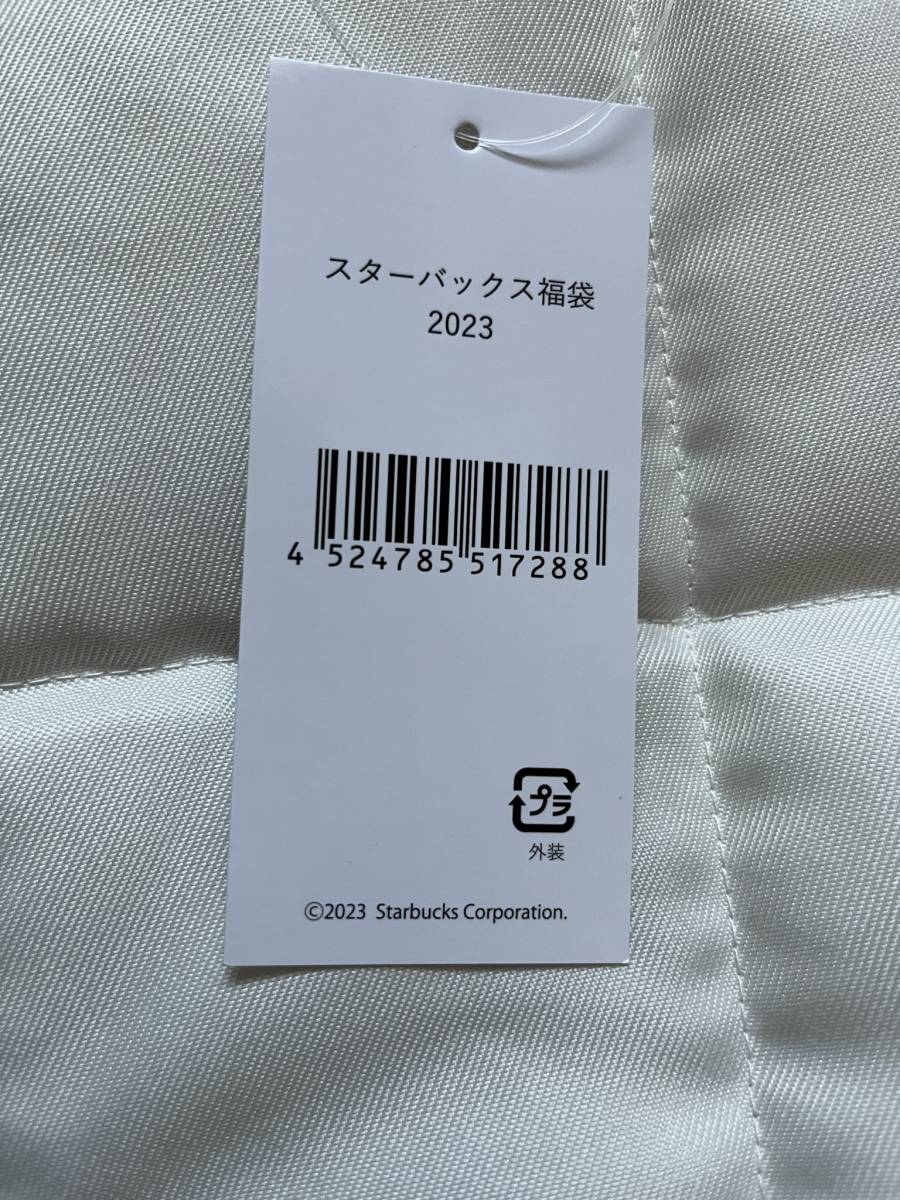 スターバックス福袋
2023
4 524785 517288
プラ
外装
©2023 Starbucks Corporation.